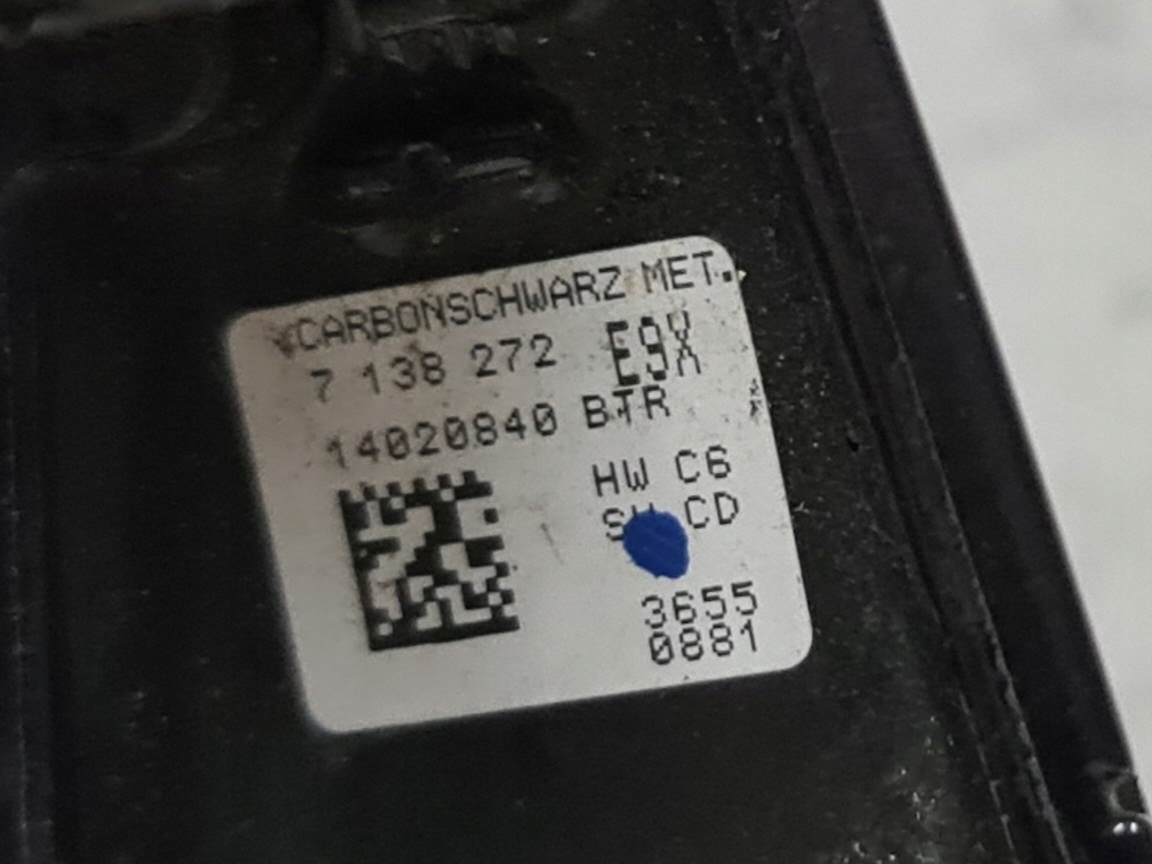 CARBONSCHWARZ MET.
7 138 272 E9X
14020840 BTR
HW C6
CD
3655
0881